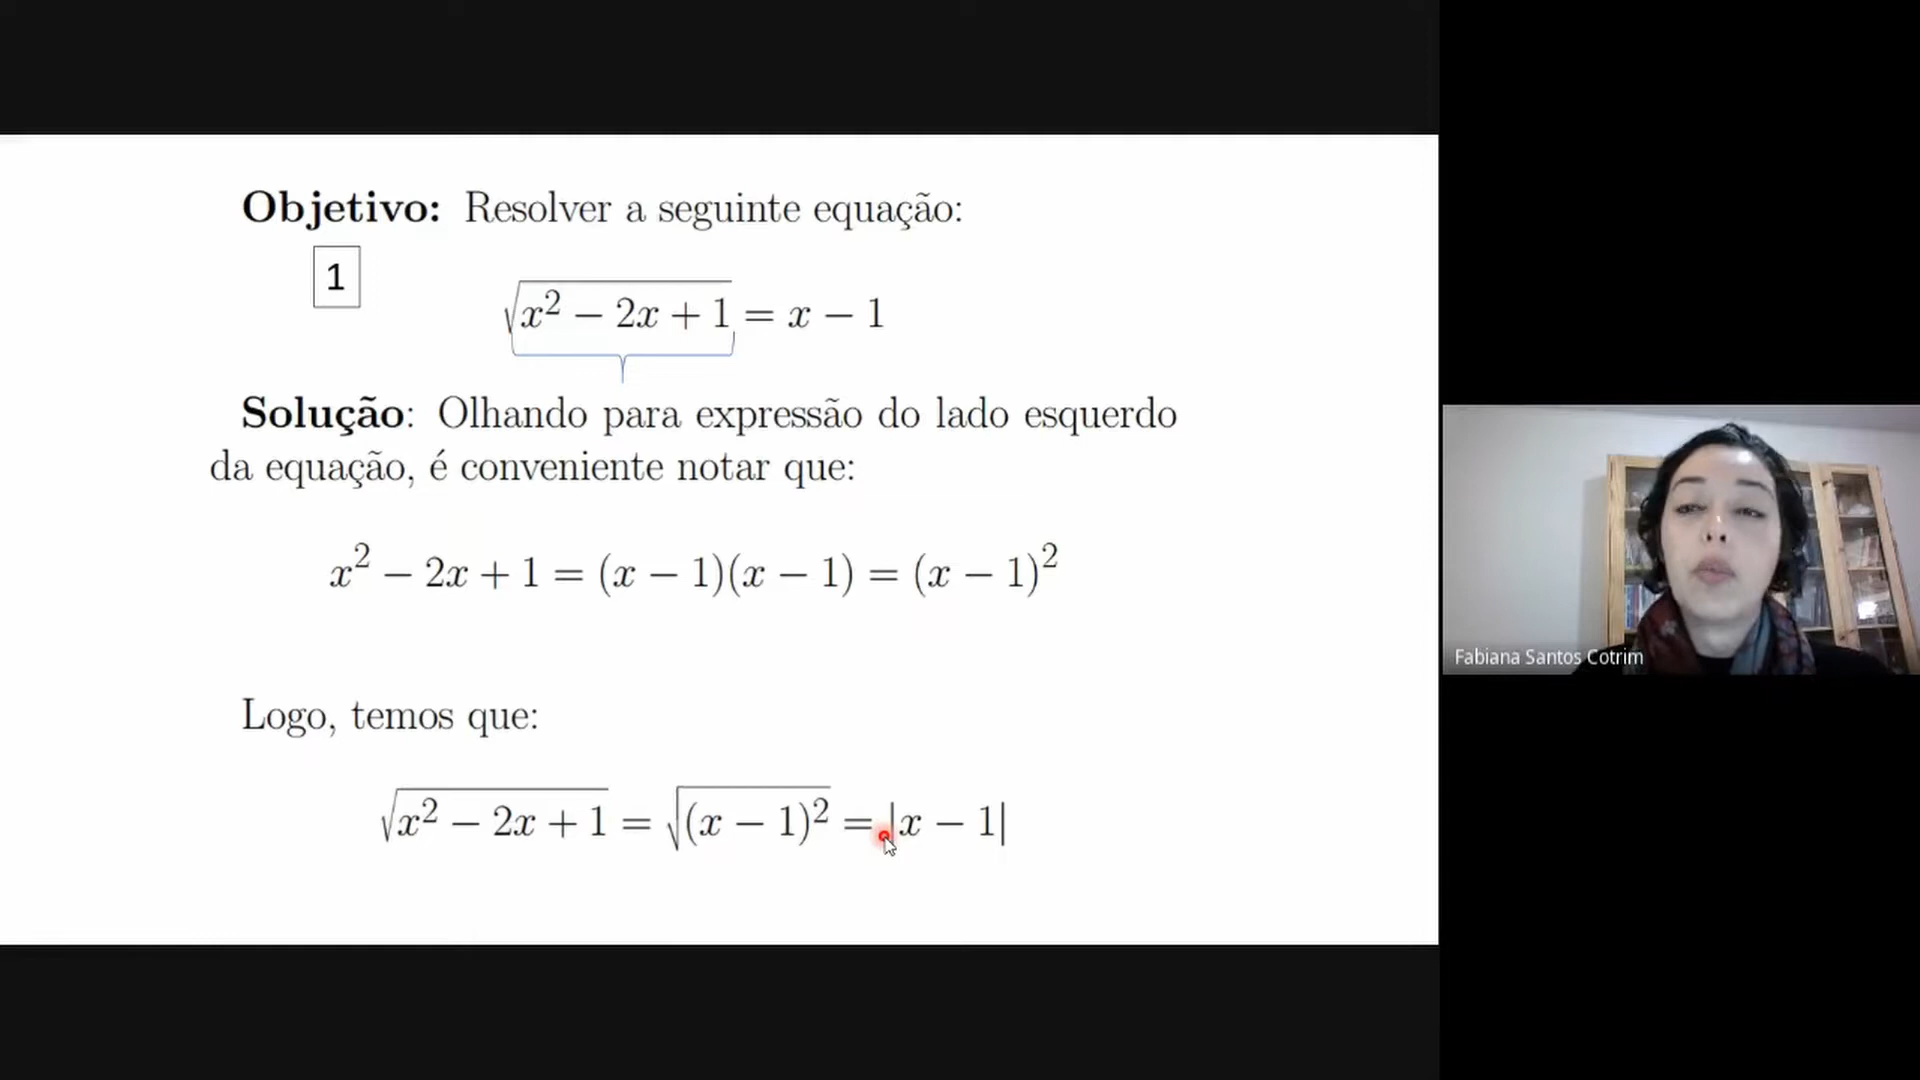 Objetivo: Resolver a seguinte equação:
1
√x² − 2x + 1 = x − 1
Solução: Olhando para expressão do lado esquerdo
da equação, é conveniente notar que:
x² − 2x + 1 = (x − 1)(x − 1) = (x − 1)²
Logo, temos que:
√x² − 2x + 1 = √(x − 1)² = |x − 1|
Fabiana Santos Cotrim